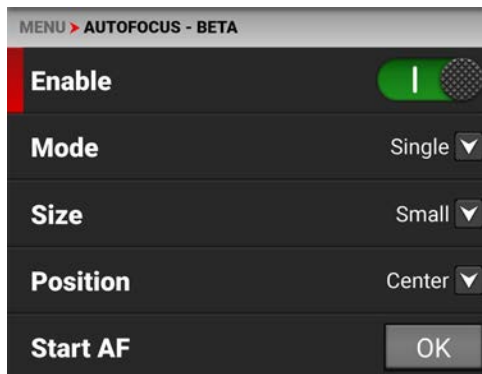 MENU > AUTOFOCUS - BETA
Enable
Mode Single
Size Small
Position Center
Start AF OK